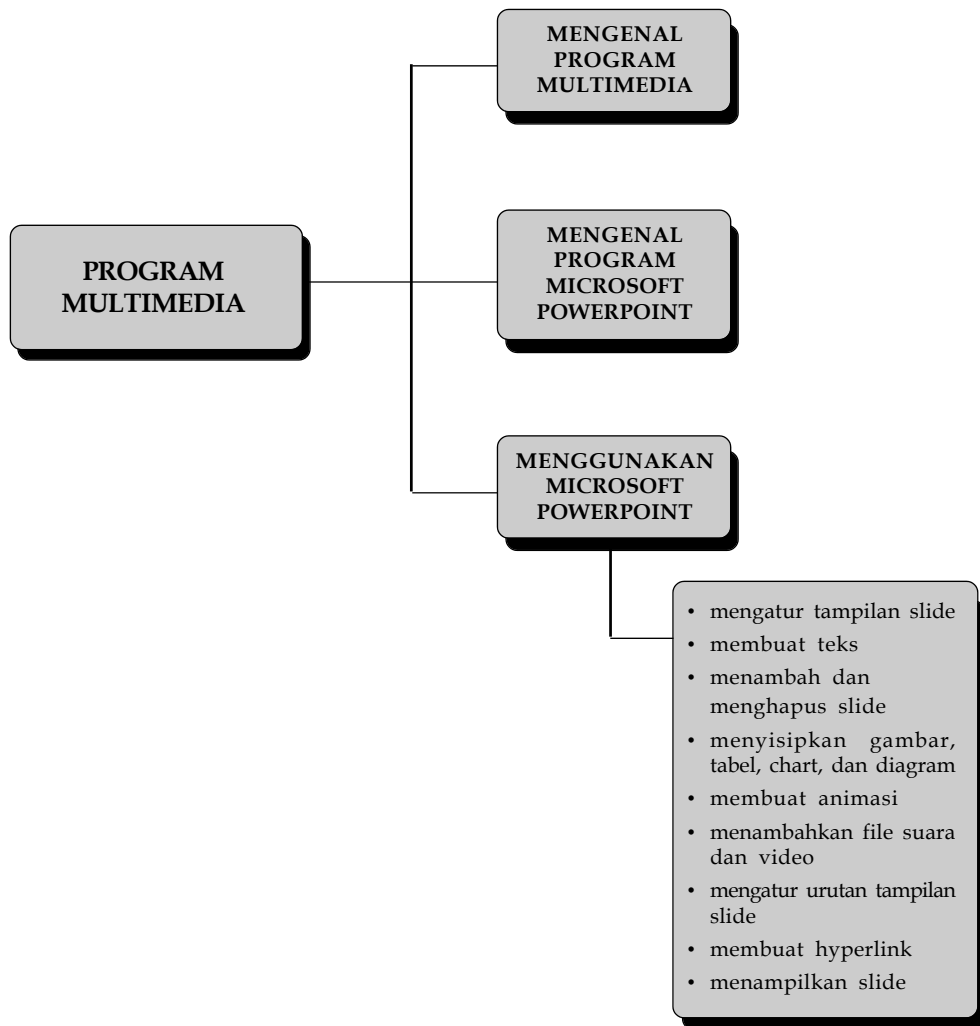 MENGENAL
PROGRAM
MULTIMEDIA
PROGRAM
MULTIMEDIA
MENGENAL
PROGRAM
MICROSOFT
POWERPOINT
MENGGUNAKAN
MICROSOFT
POWERPOINT
• mengatur tampilan slide
• membuat teks
• menambah dan
menghapus slide
• menyisipkan gambar,
tabel, chart, dan diagram
• membuat animasi
• menambahkan file suara
dan video
• mengatur urutan tampilan
slide
• membuat hyperlink
• menampilkan slide